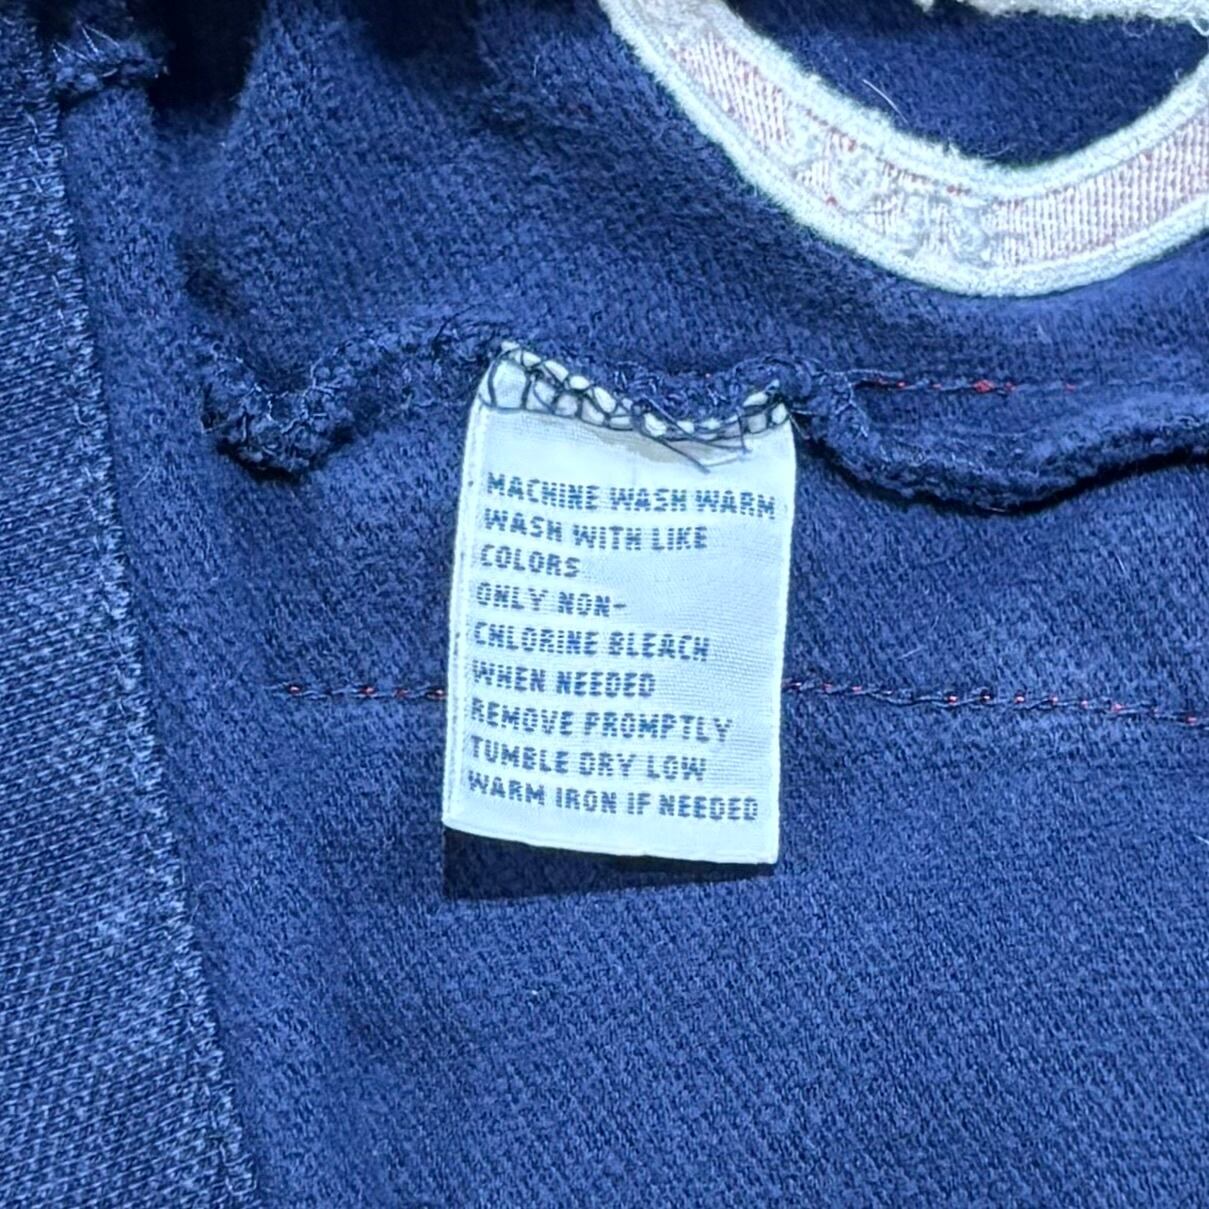 MACHINE WASH WARM
WASH WITH LIKE
COLORS
ONLY NON-
CHLORINE BLEACH
WHEN NEEDED
REMOVE PROMPTLY
TUMBLE DRY LOW
WARM IRON IF NEEDED